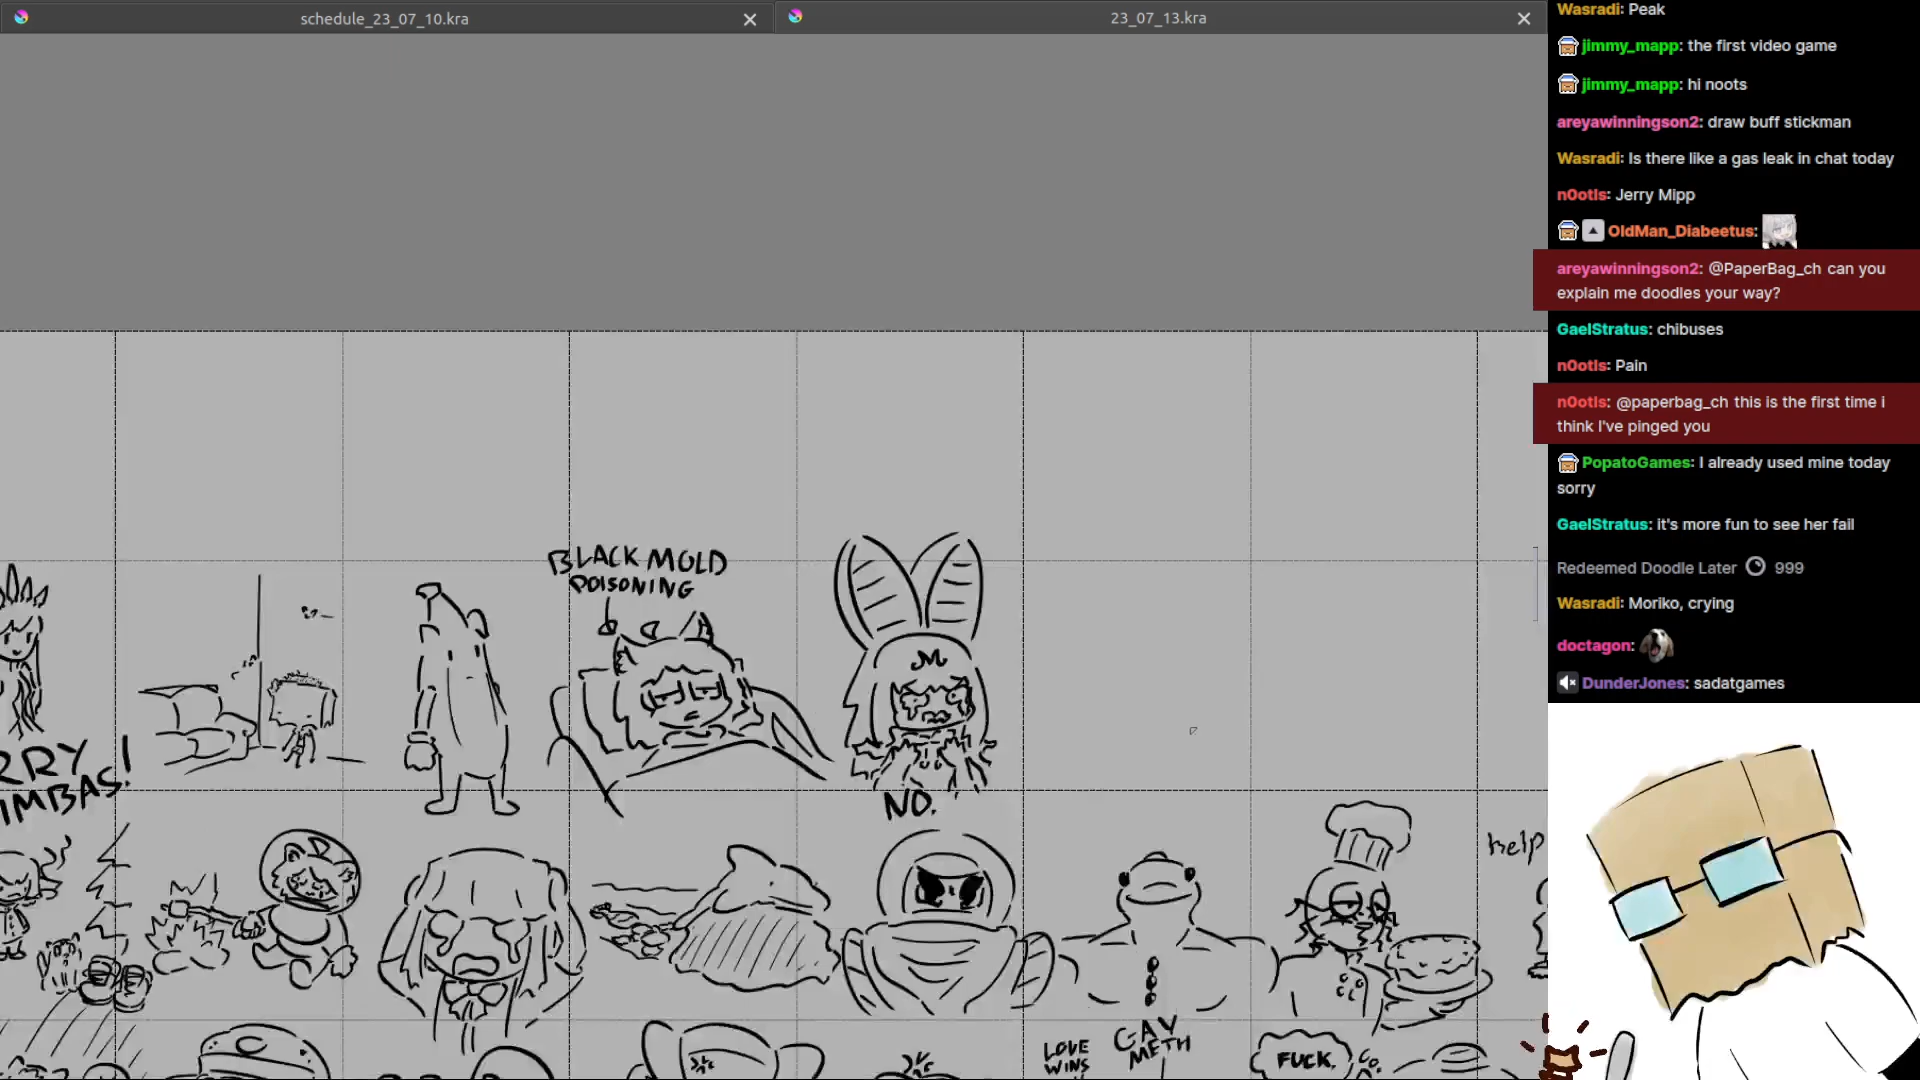 schedule_23_07_10.kra
23_07_13.kra
Wasradi: Peak
jimmy_mapp: the first video game
jimmy_mapp: hi noots
areyawinningson2: draw buff stickman
Wasradi: Is there like a gas leak in chat today
n0otls: Jerry Mipp
OldMan_Diabeetus:
areyawinningson2: @PaperBag_ch can you
explain me doodles your way?
GaelStratus: chibuses
n0otls: Pain
n0otls: @paperbag_ch this is the first time i
think I've pinged you
PopatoGames: I already used mine today
sorry
GaelStratus: it's more fun to see her fail
Redeemed Doodle Later 999
Wasradi: Moriko, crying
doctagon:
DunderJones: sadatgames
BLACK MOLD
POISONING
M
NO.
help
LOVE
WINS
GAY
METH
FUCK.